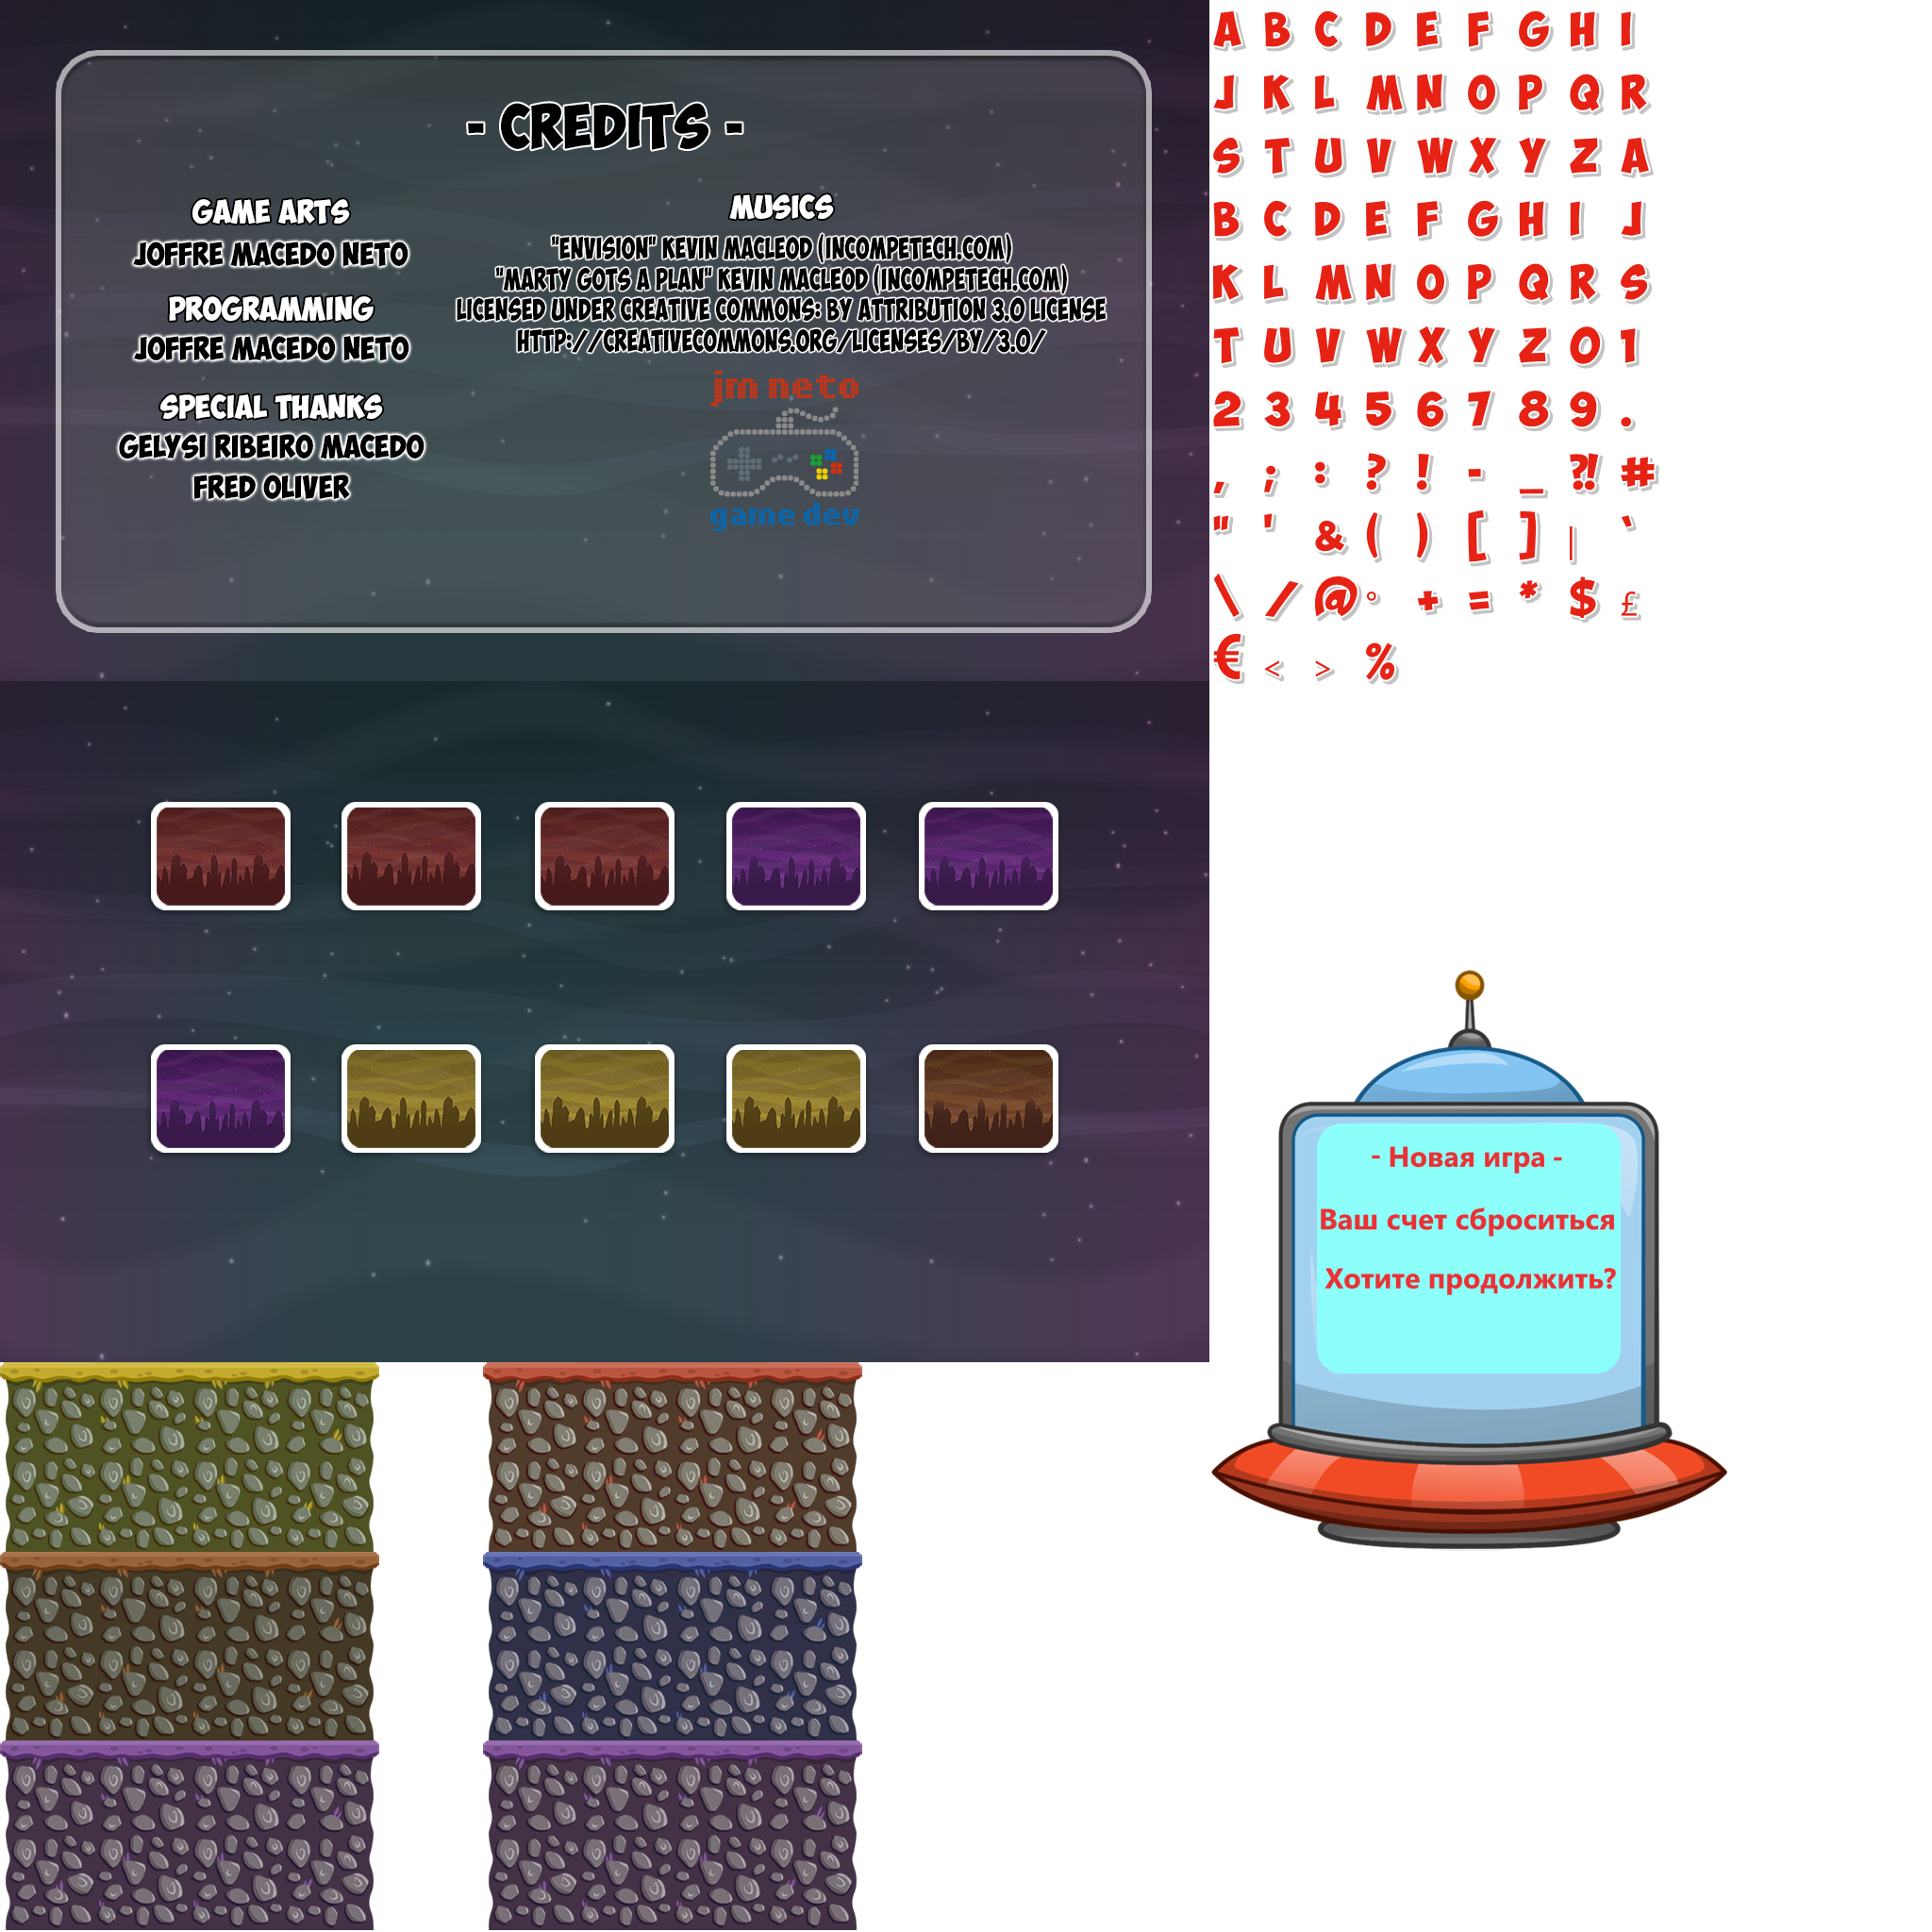 - CREDITS -
GAME ARTS
JOFFRE MACEDO NETO
PROGRAMMING
JOFFRE MACEDO NETO
SPECIAL THANKS
GELYSI RIBEIRO MACEDO
FRED OLIVER
MUSICS
"ENVISION" KEVIN MACLEOD (INCOMPETECH.COM)
"MARTY GOTS A PLAN" KEVIN MACLEOD (INCOMPETECH.COM)
LICENSED UNDER CREATIVE COMMONS: BY ATTRIBUTION 3.0 LICENSE
HTTP://CREATIVECOMMONS.ORG/LICENSES/BY/3.0/
jm neto
game dev
A B C D E F G H I
J K L M N O P Q R
S T U V W X Y Z A
B C D E F G H I J
K L M N O P Q R S
T U V W X Y Z 0 1
2 3 4 5 6 7 8 9 .
, ; : ? ! - _ ⁈ #
" ' & ( ) [ ] | `
\ / @ ° + = * $ £
€ < > %
- Новая игра -
Ваш счет сброситься
Хотите продолжить?